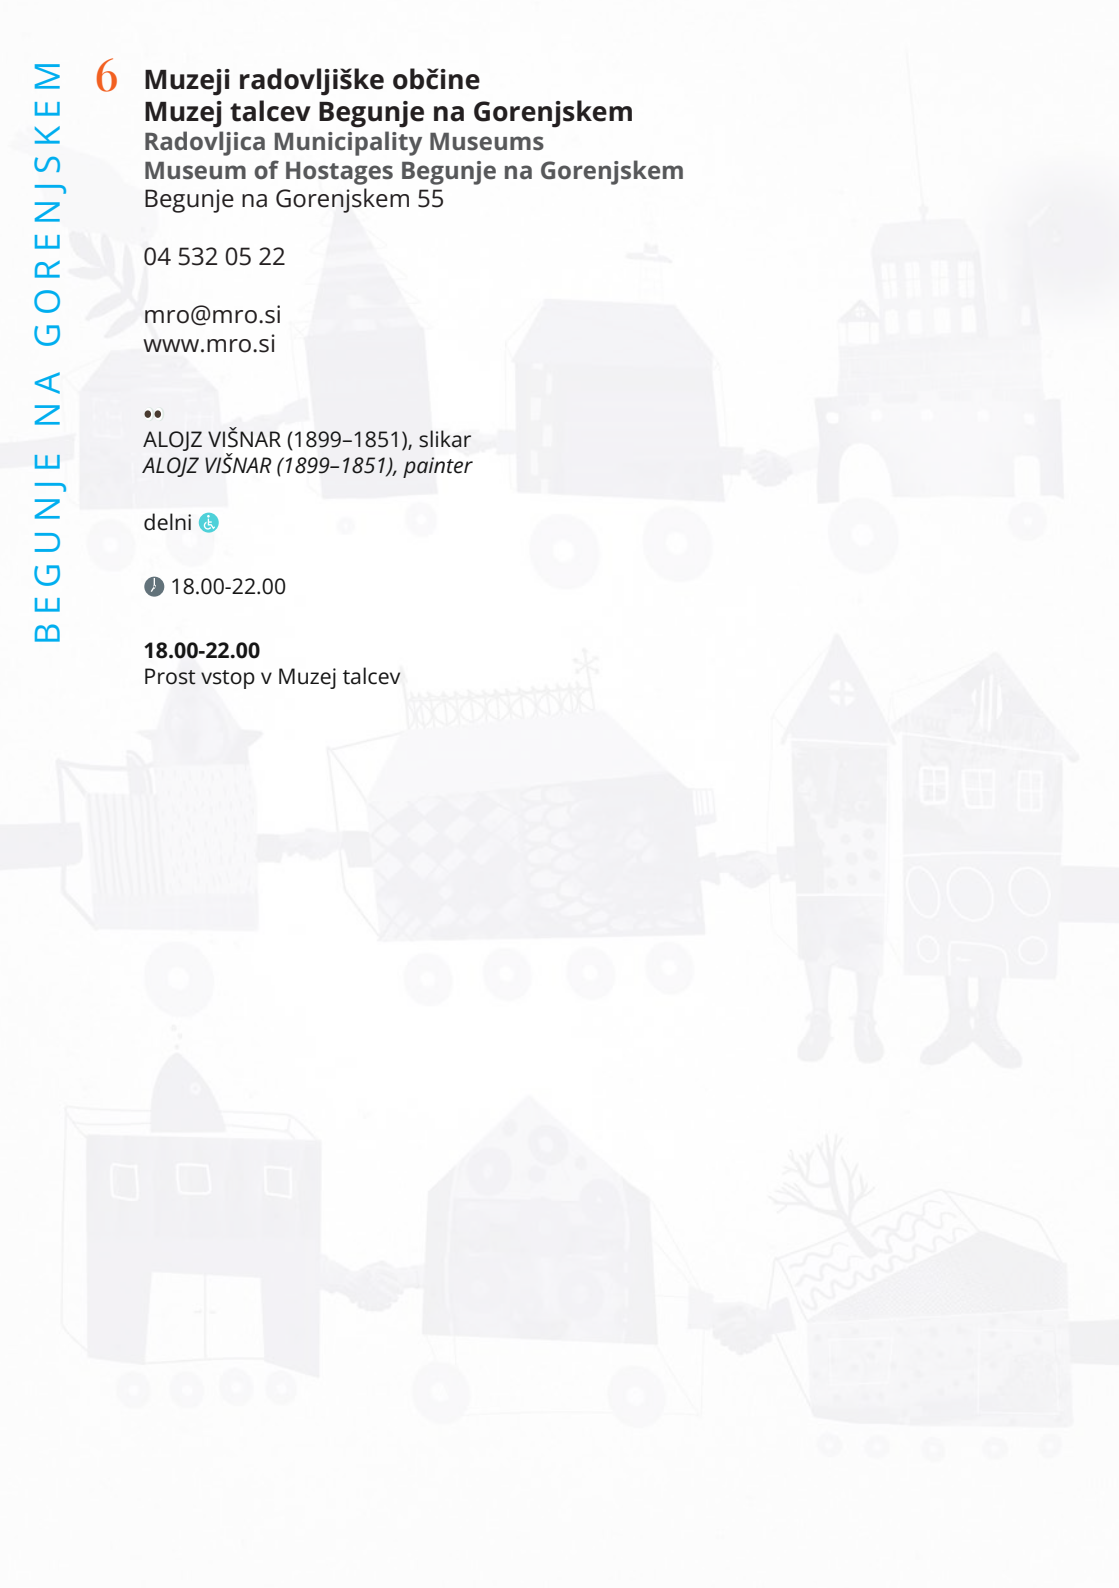 BEGUNJE NA GORENJSKEM
6
Muzeji radovljiške občine
Muzej talcev Begunje na Gorenjskem
Radovljica Municipality Museums
Museum of Hostages Begunje na Gorenjskem
Begunje na Gorenjskem 55
04 532 05 22
mro@mro.si
www.mro.si
ALOJZ VIŠNAR (1899–1851), slikar
ALOJZ VIŠNAR (1899–1851), painter
delni
18.00-22.00
18.00-22.00
Prost vstop v Muzej talcev